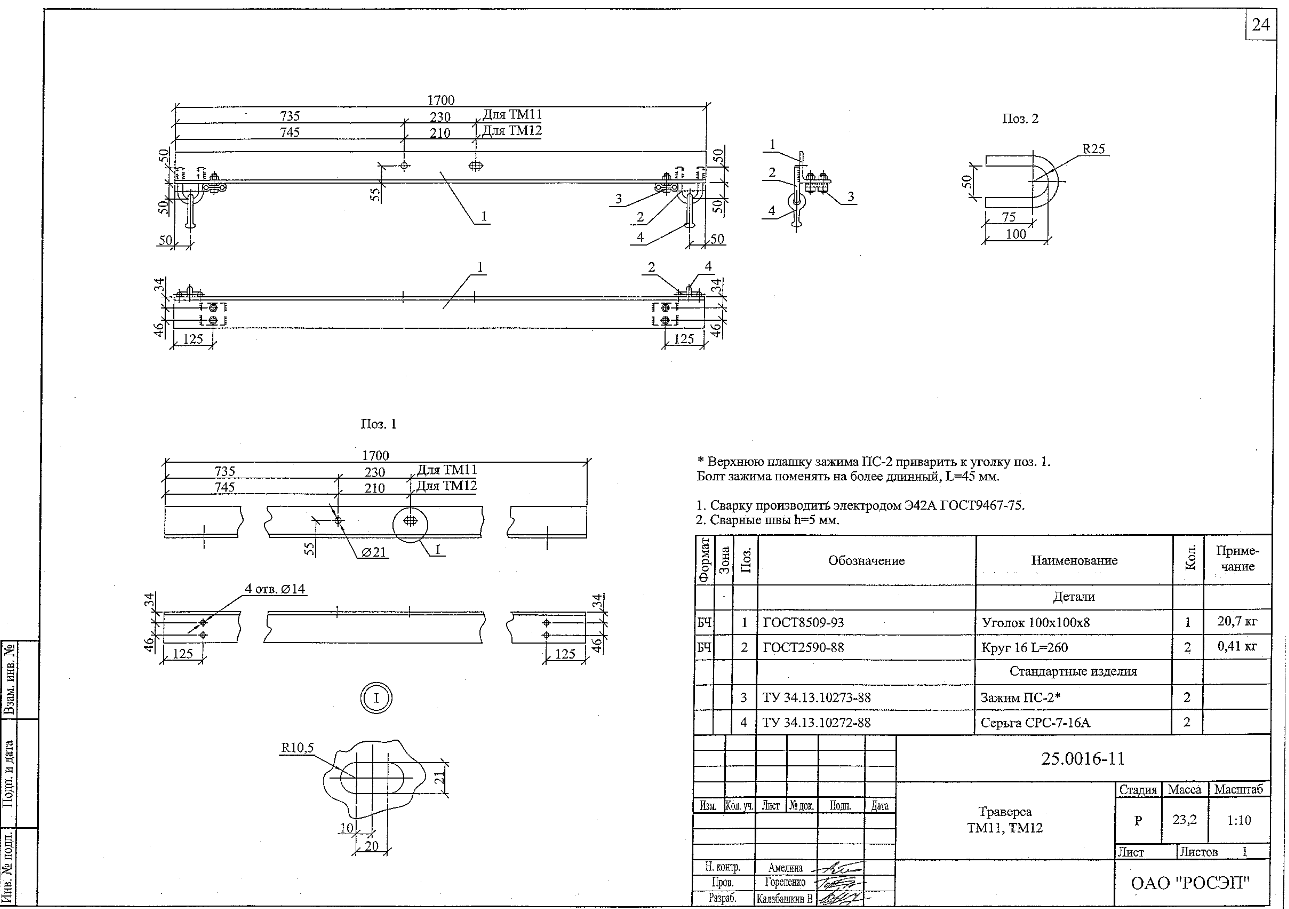 24
1700
735 230 Для ТМ11
745 210 Для ТМ12
50
50
55
50
50
50
50
1
2
3
4
1
2
3
4
Поз. 2
R25
50
75
100
1
2
4
34
46
125
34
46
125
Поз. 1
1700
735 230 Для ТМ11
745 210 Для ТМ12
55
Ø21
I
4 отв. Ø14
34
46
125
34
46
125
I
R10,5
21
10
20
* Верхнюю плашку зажима ПС-2 приварить к уголку поз. 1.
Болт зажима поменять на более длинный, L=45 мм.
1. Сварку производить электродом Э42А ГОСТ9467-75.
2. Сварные швы h=5 мм.
Формат Зона Поз. Обозначение Наименование Кол. Приме-
чание
Детали
БЧ 1 ГОСТ8509-93 Уголок 100х100х8 1 20,7 кг
БЧ 2 ГОСТ2590-88 Круг 16 L=260 2 0,41 кг
Стандартные изделия
3 ТУ 34.13.10273-88 Зажим ПС-2* 2
4 ТУ 34.13.10272-88 Серьга СРС-7-16А 2
25.0016-11
Изм. Кол. уч. Лист № док. Подп. Дата
Траверса
ТМ11, ТМ12
Стадия Масса Масштаб
Р 23,2 1:10
Лист Листов 1
Н. контр. Амелина
Пров. Горепенко
Разраб. Калабашкин В
ОАО "РОСЭП"
Взам. инв. №
Подп. и дата
Инв. № подл.